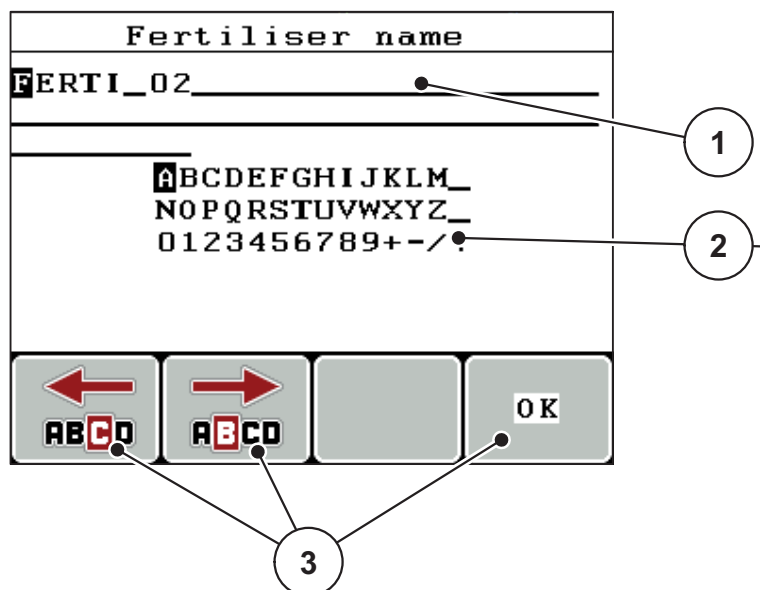 Fertiliser name
FERTI_02
1
ABCDEFGHIJKLM_
NOPQRSTUVWXYZ_
0123456789+-/.
2
ABCD
ABCD
OK
3